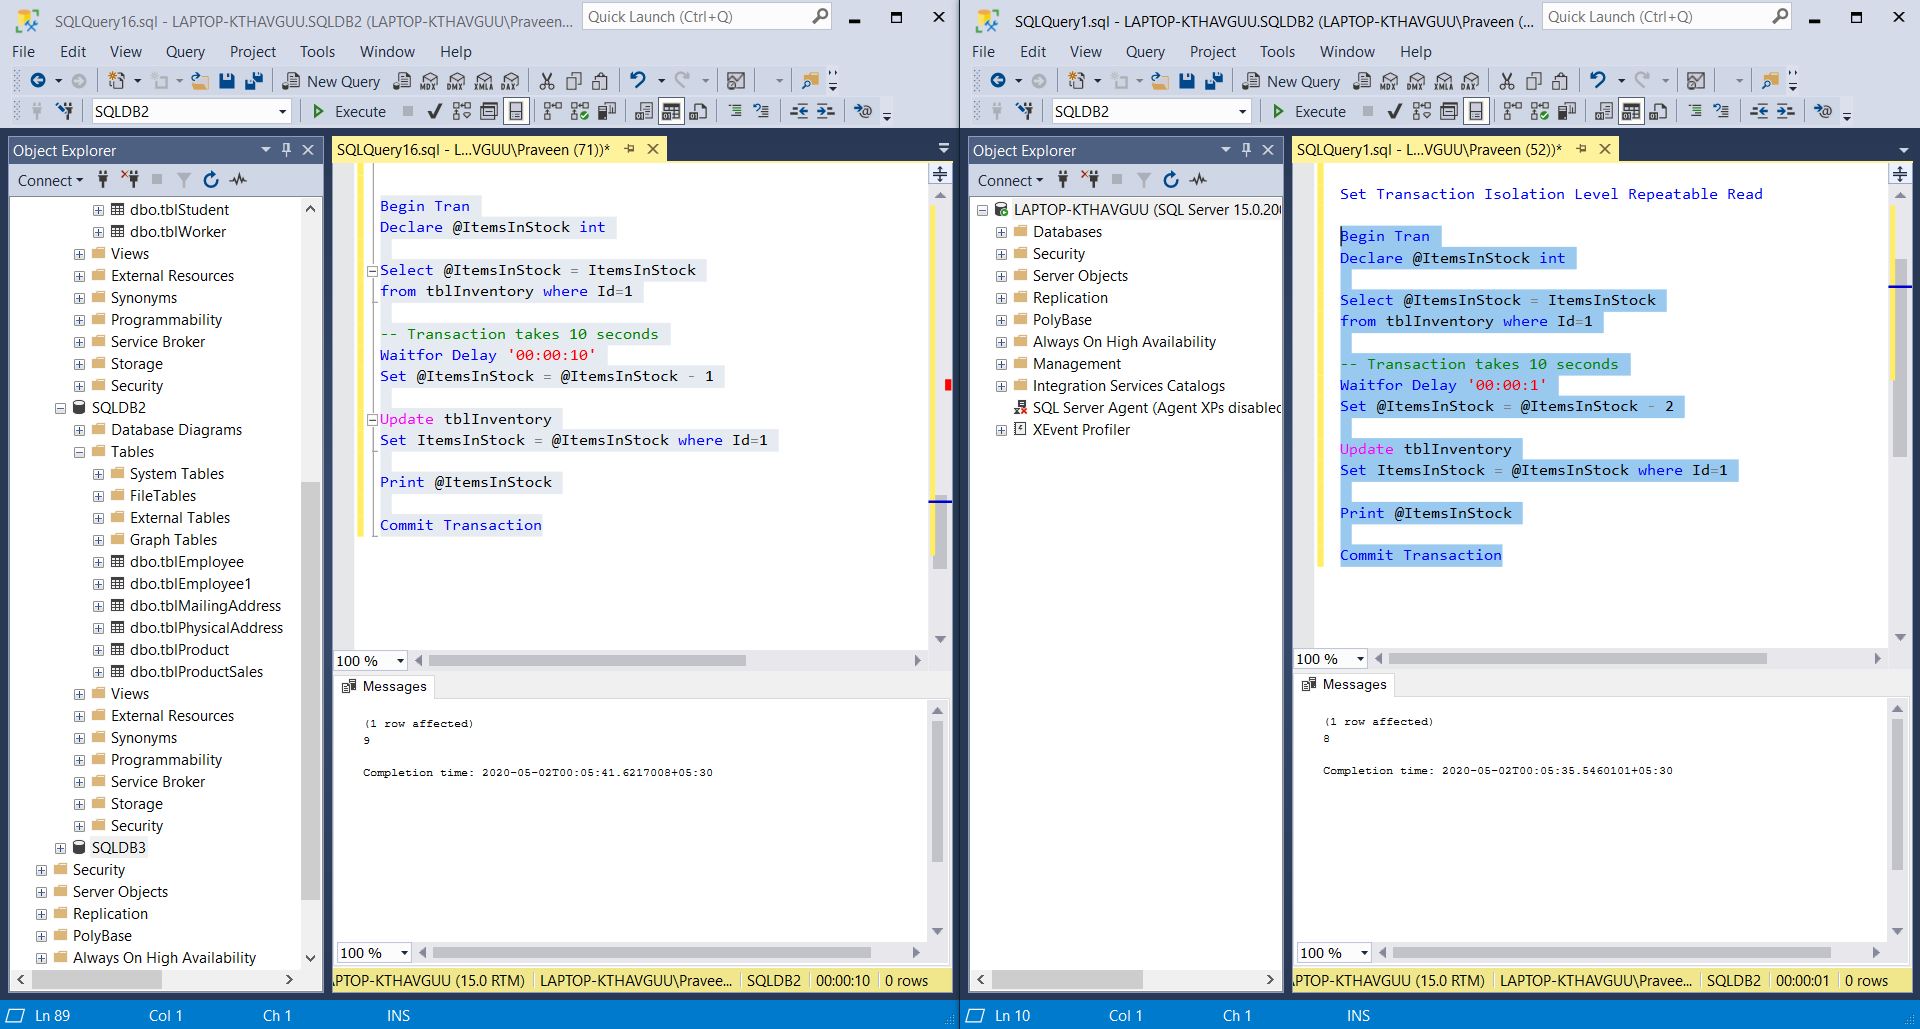 SQLQuery16.sql - LAPTOP-KTHAVGUU.SQLDB2 (LAPTOP-KTHAVGUU\Praveen...
Quick Launch (Ctrl+Q)
File Edit View Query Project Tools Window Help
New Query
MDX DMX XMLA DAX
SQLDB2
Execute
Object Explorer
Connect
dbo.tblStudent
dbo.tblWorker
Views
External Resources
Synonyms
Programmability
Service Broker
Storage
Security
SQLDB2
Database Diagrams
Tables
System Tables
FileTables
External Tables
Graph Tables
dbo.tblEmployee
dbo.tblEmployee1
dbo.tblMailingAddress
dbo.tblPhysicalAddress
dbo.tblProduct
dbo.tblProductSales
Views
External Resources
Synonyms
Programmability
Service Broker
Storage
Security
SQLDB3
Security
Server Objects
Replication
PolyBase
Always On High Availability
SQLQuery16.sql - L...VGUU\Praveen (71))*
Begin Tran
Declare @ItemsInStock int
Select @ItemsInStock = ItemsInStock
from tblInventory where Id=1
-- Transaction takes 10 seconds
Waitfor Delay '00:00:10'
Set @ItemsInStock = @ItemsInStock - 1
Update tblInventory
Set ItemsInStock = @ItemsInStock where Id=1
Print @ItemsInStock
Commit Transaction
100 %
Messages
(1 row affected)
9
Completion time: 2020-05-02T00:05:41.6217008+05:30
100 %
\PTOP-KTHAVGUU (15.0 RTM) LAPTOP-KTHAVGUU\Pravee... SQLDB2 00:00:10 0 rows
Ln 89 Col 1 Ch 1 INS
SQLQuery1.sql - LAPTOP-KTHAVGUU.SQLDB2 (LAPTOP-KTHAVGUU\Praveen (...
Quick Launch (Ctrl+Q)
File Edit View Query Project Tools Window Help
New Query
MDX DMX XMLA DAX
SQLDB2
Execute
Object Explorer
Connect
LAPTOP-KTHAVGUU (SQL Server 15.0.200
Databases
Security
Server Objects
Replication
PolyBase
Always On High Availability
Management
Integration Services Catalogs
SQL Server Agent (Agent XPs disabled
XEvent Profiler
SQLQuery1.sql - L...VGUU\Praveen (52))*
Set Transaction Isolation Level Repeatable Read
Begin Tran
Declare @ItemsInStock int
Select @ItemsInStock = ItemsInStock
from tblInventory where Id=1
-- Transaction takes 10 seconds
Waitfor Delay '00:00:1'
Set @ItemsInStock = @ItemsInStock - 2
Update tblInventory
Set ItemsInStock = @ItemsInStock where Id=1
Print @ItemsInStock
Commit Transaction
100 %
Messages
(1 row affected)
8
Completion time: 2020-05-02T00:05:35.5460101+05:30
100 %
\PTOP-KTHAVGUU (15.0 RTM) LAPTOP-KTHAVGUU\Pravee... SQLDB2 00:00:01 0 rows
Ln 10 Col 1 Ch 1 INS